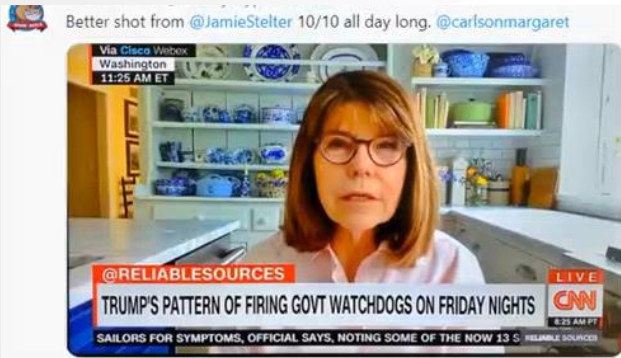 Better shot from @JamieStelter 10/10 all day long. @carlsonmargaret
Via Cisco Webex
Washington
11:25 AM ET
@RELIABLESOURCES
LIVE
TRUMP'S PATTERN OF FIRING GOVT WATCHDOGS ON FRIDAY NIGHTS
CNN
8:25 AM PT
SAILORS FOR SYMPTOMS, OFFICIAL SAYS, NOTING SOME OF THE NOW 13 S
RELIABLE SOURCES